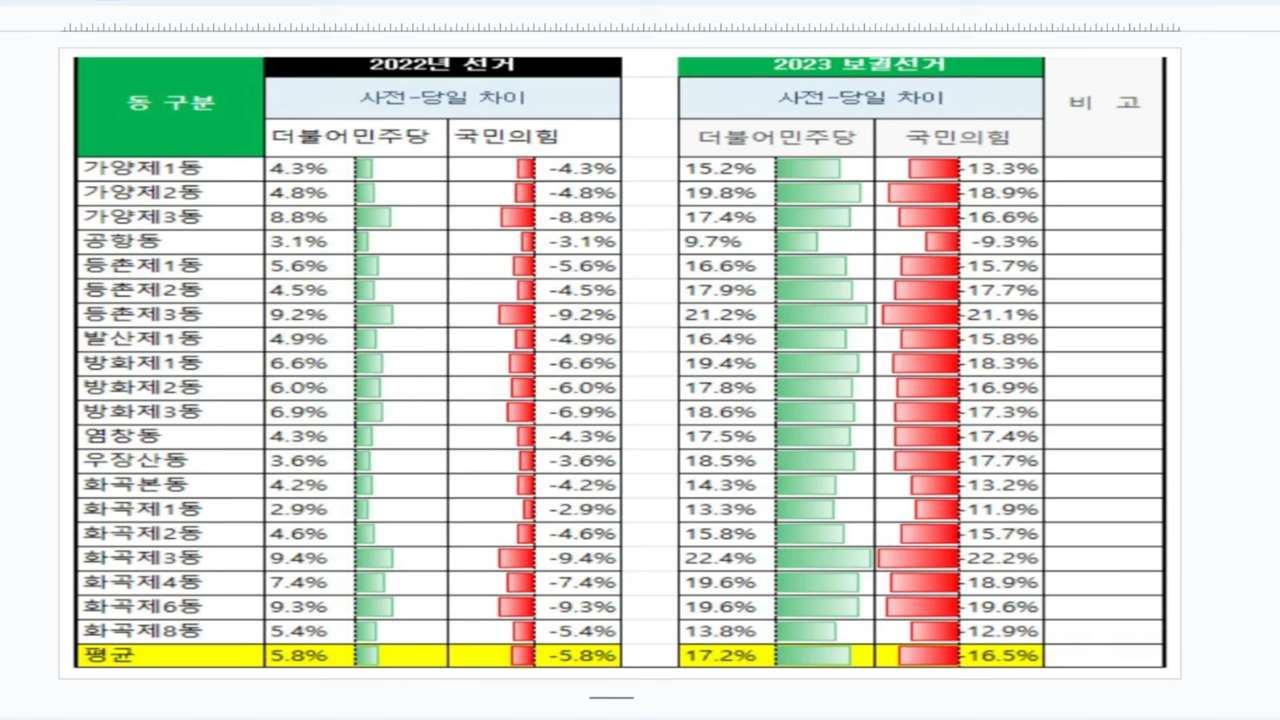 2022년 선거 2023 보궐선거
동 구분 사전-당일 차이 사전-당일 차이 비 고
더불어민주당 국민의힘 더불어민주당 국민의힘
가양제1동 4.3% -4.3% 15.2% -13.3%
가양제2동 4.8% -4.8% 19.8% -18.9%
가양제3동 8.8% -8.8% 17.4% -16.6%
공항동 3.1% -3.1% 9.7% -9.3%
등촌제1동 5.6% -5.6% 16.6% -15.7%
등촌제2동 4.5% -4.5% 17.9% -17.7%
등촌제3동 9.2% -9.2% 21.2% -21.1%
발산제1동 4.9% -4.9% 16.4% -15.8%
방화제1동 6.6% -6.6% 19.4% -18.3%
방화제2동 6.0% -6.0% 17.8% -16.9%
방화제3동 6.9% -6.9% 18.6% -17.3%
염창동 4.3% -4.3% 17.5% -17.4%
우장산동 3.6% -3.6% 18.5% -17.7%
화곡본동 4.2% -4.2% 14.3% -13.2%
화곡제1동 2.9% -2.9% 13.3% -11.9%
화곡제2동 4.6% -4.6% 15.8% -15.7%
화곡제3동 9.4% -9.4% 22.4% -22.2%
화곡제4동 7.4% -7.4% 19.6% -18.9%
화곡제6동 9.3% -9.3% 19.6% -19.6%
화곡제8동 5.4% -5.4% 13.8% -12.9%
평균 5.8% -5.8% 17.2% -16.5%